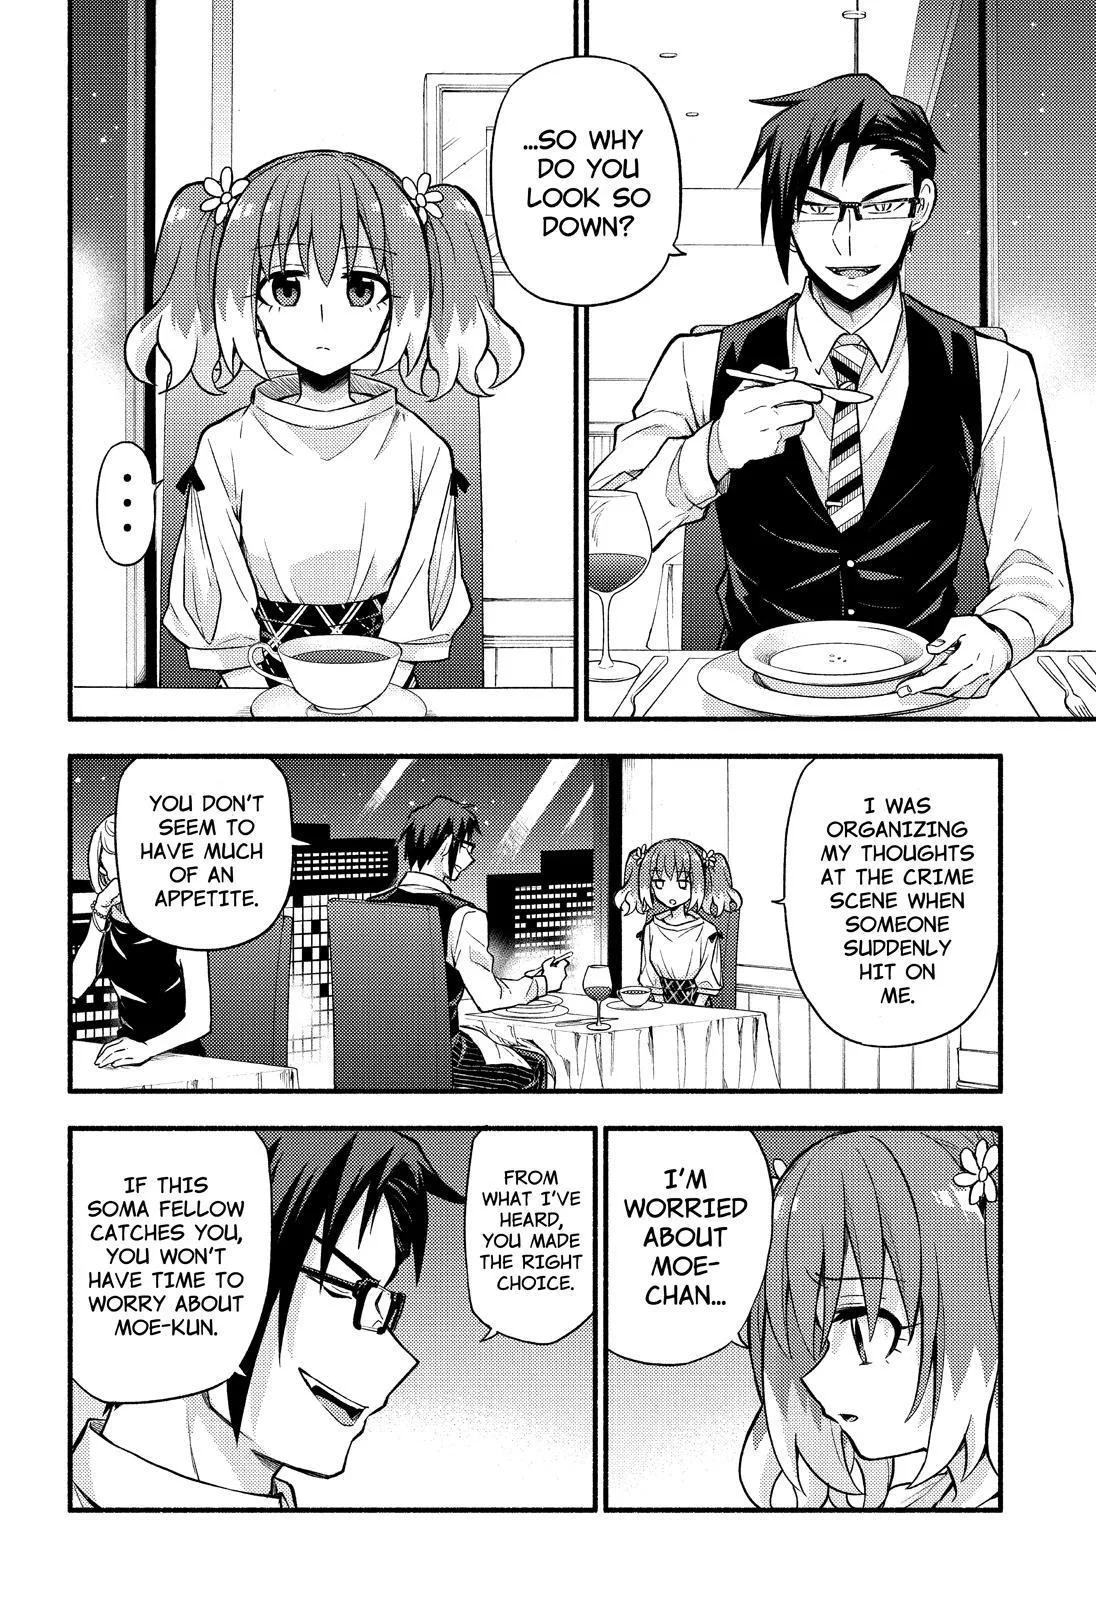 ...SO WHY
DO YOU
LOOK SO
DOWN?
...
I WAS
ORGANIZING
MY THOUGHTS
AT THE CRIME
SCENE WHEN
SOMEONE
SUDDENLY
HIT ON
ME.
YOU DON'T
SEEM TO
HAVE MUCH
OF AN
APPETITE.
I'M
WORRIED
ABOUT
MOE-
CHAN...
FROM
WHAT I'VE
HEARD,
YOU MADE
THE RIGHT
CHOICE.
IF THIS
SOMA FELLOW
CATCHES YOU,
YOU WON'T
HAVE TIME TO
WORRY ABOUT
MOE-KUN.